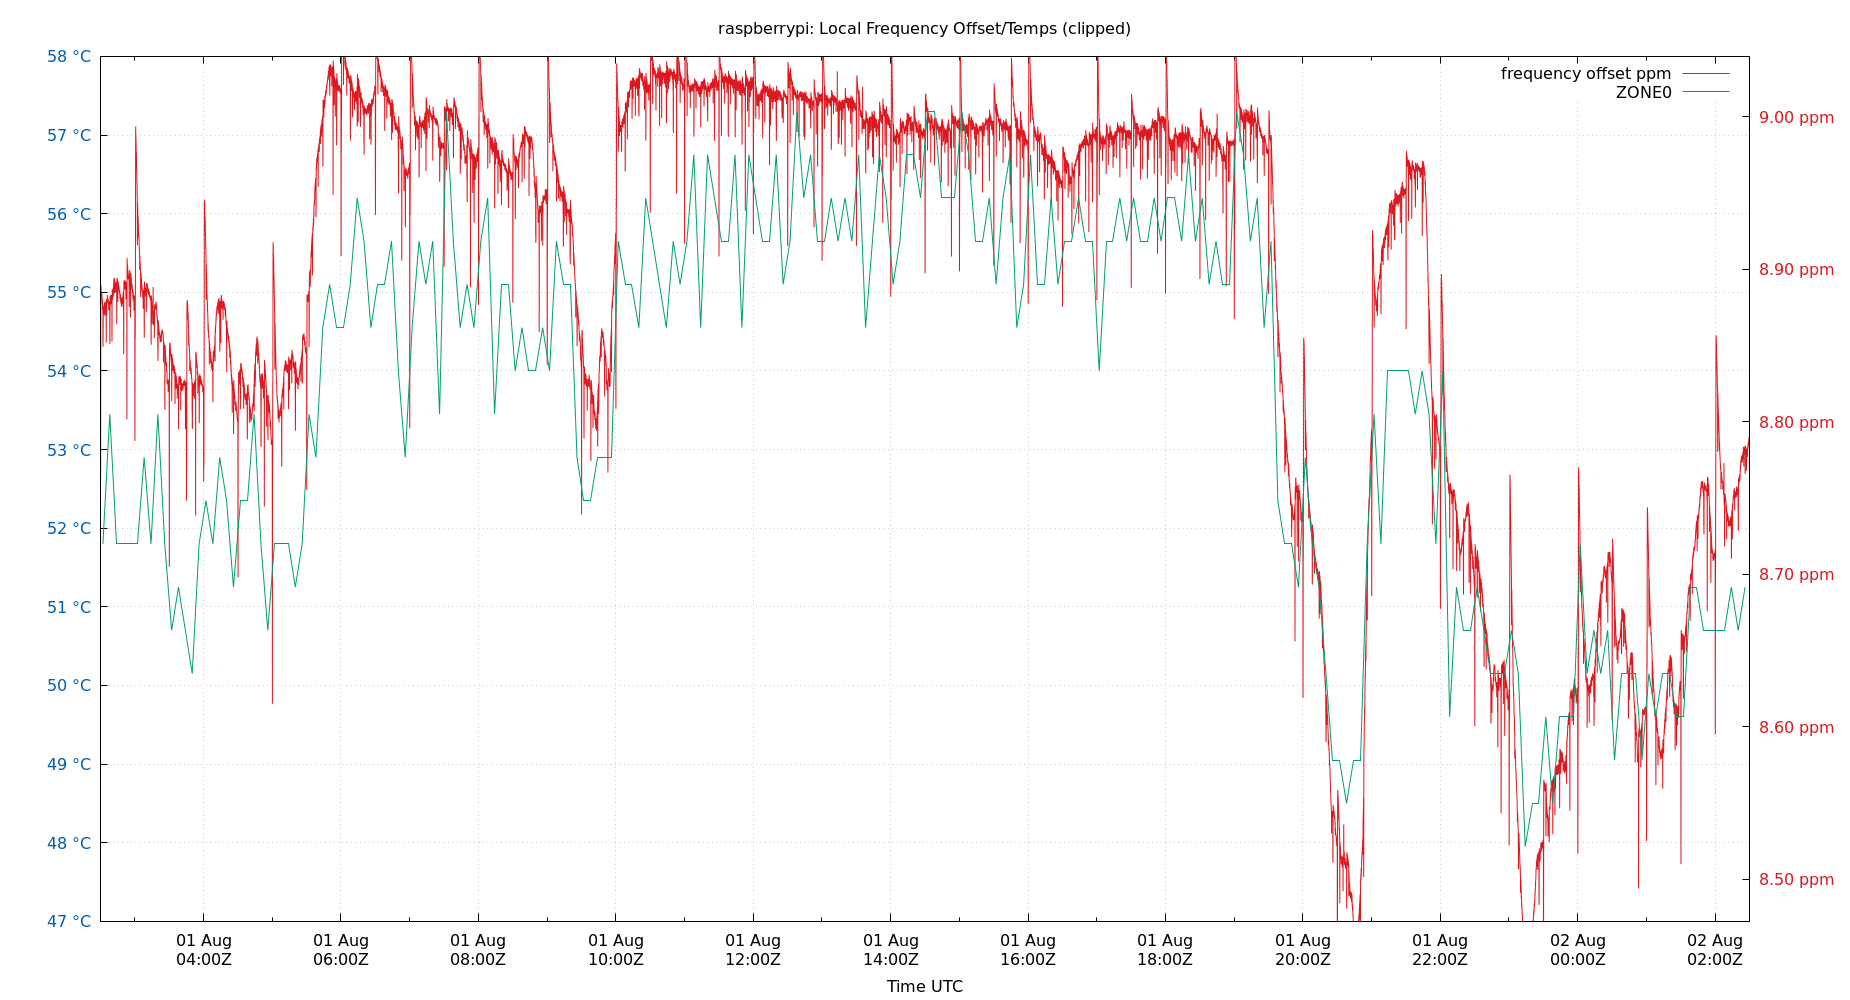 raspberrypi: Local Frequency Offset/Temps (clipped)
frequency offset ppm
ZONE0
58 °C
57 °C
56 °C
55 °C
54 °C
53 °C
52 °C
51 °C
50 °C
49 °C
48 °C
47 °C
9.00 ppm
8.90 ppm
8.80 ppm
8.70 ppm
8.60 ppm
8.50 ppm
01 Aug 01 Aug 01 Aug 01 Aug 01 Aug 01 Aug 01 Aug 01 Aug 01 Aug 01 Aug 02 Aug 02 Aug
04:00Z 06:00Z 08:00Z 10:00Z 12:00Z 14:00Z 16:00Z 18:00Z 20:00Z 22:00Z 00:00Z 02:00Z
Time UTC